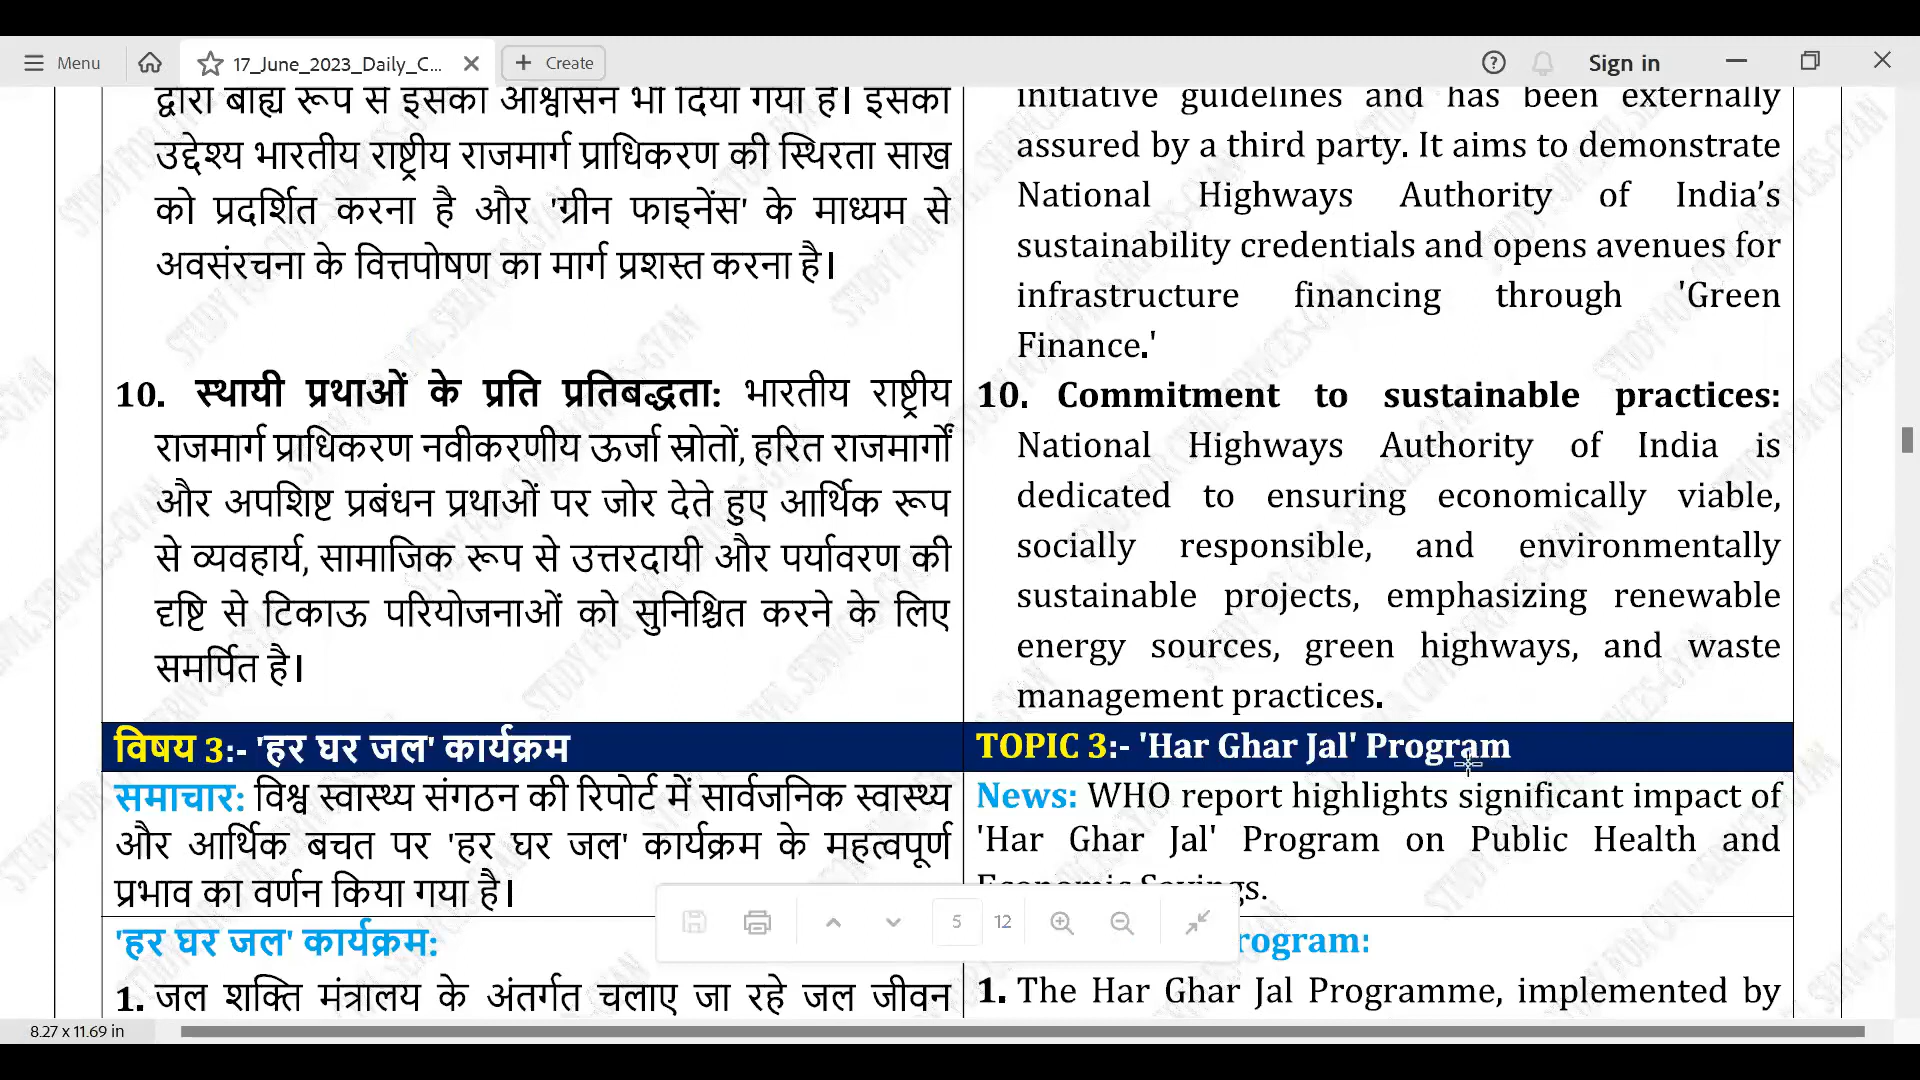 Menu
17_June_2023_Daily_C...
Create
Sign in
द्वारा बाह्य रूप से इसका आश्वासन भी दिया गया है। इसका
उद्देश्य भारतीय राष्ट्रीय राजमार्ग प्राधिकरण की स्थिरता साख
को प्रदर्शित करना है और 'ग्रीन फाइनेंस' के माध्यम से
अवसंरचना के वित्तपोषण का मार्ग प्रशस्त करना है।
10. स्थायी प्रथाओं के प्रति प्रतिबद्धता: भारतीय राष्ट्रीय
राजमार्ग प्राधिकरण नवीकरणीय ऊर्जा स्रोतों, हरित राजमार्गों
और अपशिष्ट प्रबंधन प्रथाओं पर जोर देते हुए आर्थिक रूप
से व्यवहार्य, सामाजिक रूप से उत्तरदायी और पर्यावरण की
दृष्टि से टिकाऊ परियोजनाओं को सुनिश्चित करने के लिए
समर्पित है।
initiative guidelines and has been externally
assured by a third party. It aims to demonstrate
National Highways Authority of India’s
sustainability credentials and opens avenues for
infrastructure financing through 'Green
Finance.'
10. Commitment to sustainable practices:
National Highways Authority of India is
dedicated to ensuring economically viable,
socially responsible, and environmentally
sustainable projects, emphasizing renewable
energy sources, green highways, and waste
management practices.
विषय 3:- 'हर घर जल' कार्यक्रम
TOPIC 3:- 'Har Ghar Jal' Program
समाचार: विश्व स्वास्थ्य संगठन की रिपोर्ट में सार्वजनिक स्वास्थ्य
और आर्थिक बचत पर 'हर घर जल' कार्यक्रम के महत्वपूर्ण
प्रभाव का वर्णन किया गया है।
News: WHO report highlights significant impact of
'Har Ghar Jal' Program on Public Health and
Economic Savings.
'हर घर जल' कार्यक्रम:
1. जल शक्ति मंत्रालय के अंतर्गत चलाए जा रहे जल जीवन
rogram:
1. The Har Ghar Jal Programme, implemented by
5 12
8.27 x 11.69 in
STUDY FOR CIVIL SERVICES-GYAN